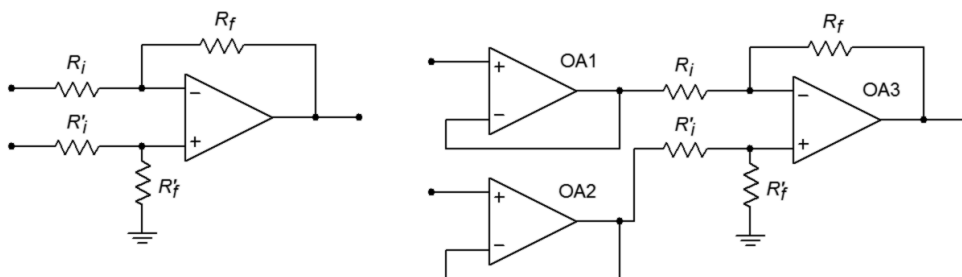 R_f
R_i
−
R'_i
+
R'_f
+
OA1
−
R_i
R_f
−
OA3
R'_i
+
R'_f
+
OA2
−